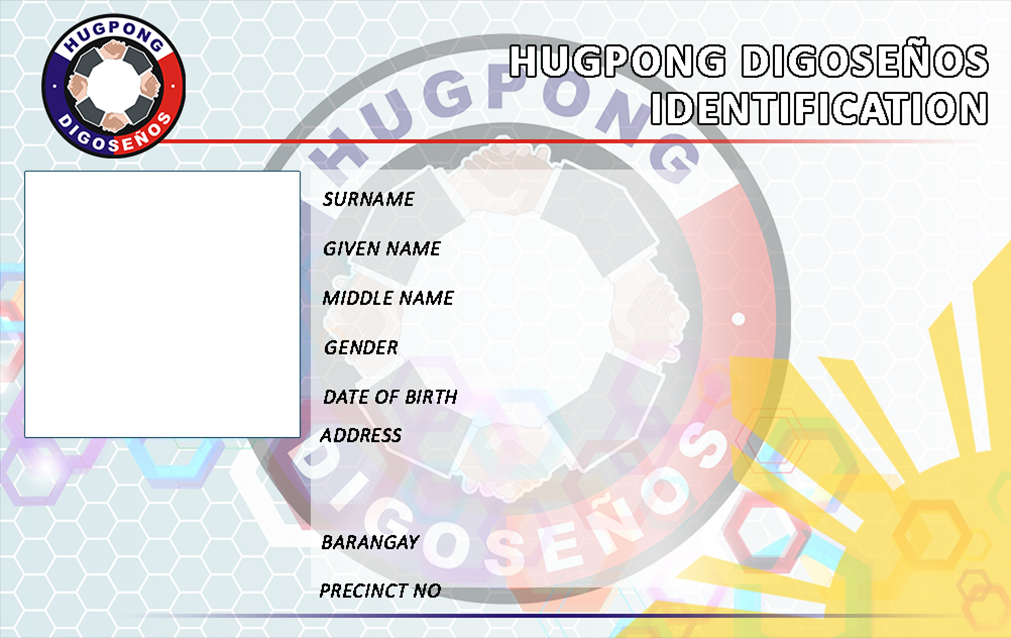 HUGPONG
DIGOSEÑOS
HUGPONG DIGOSEÑOS
IDENTIFICATION
HUGPONG
SURNAME
GIVEN NAME
MIDDLE NAME
GENDER
DATE OF BIRTH
ADDRESS
DIGOSEÑOS
BARANGAY
PRECINCT NO